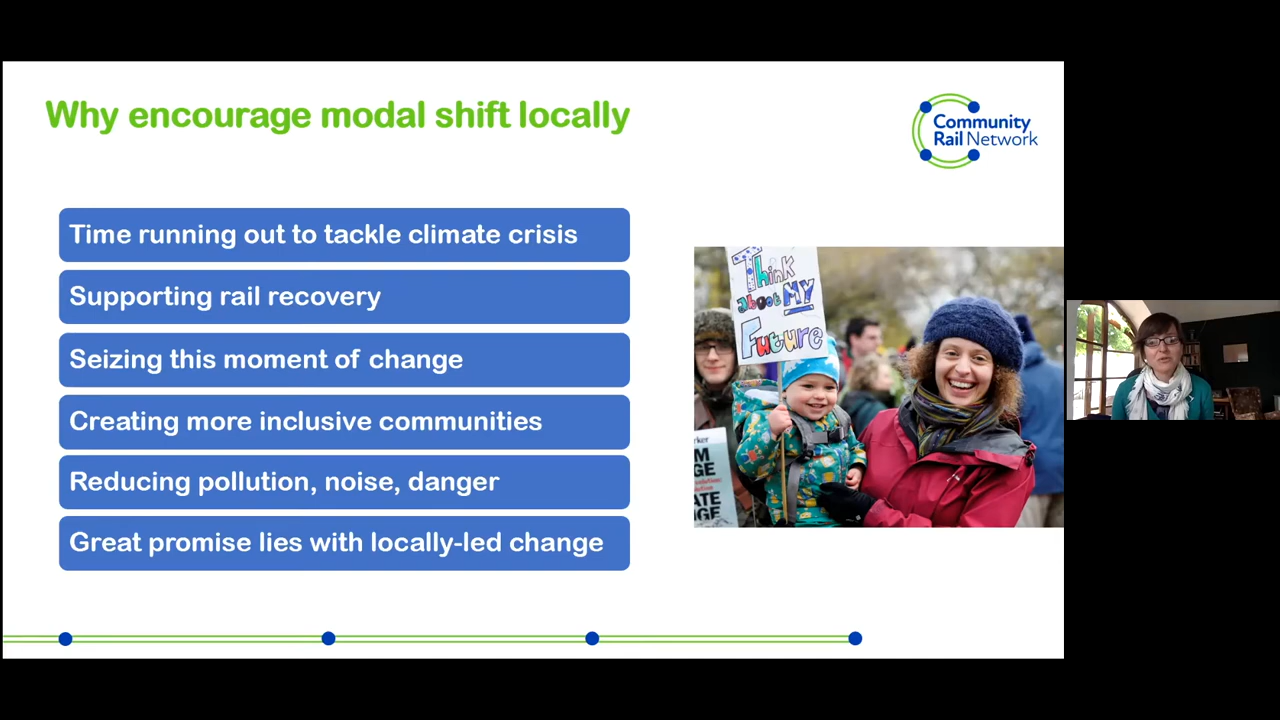 Why encourage modal shift locally
Community
Rail Network
Time running out to tackle climate crisis
Supporting rail recovery
Seizing this moment of change
Creating more inclusive communities
Reducing pollution, noise, danger
Great promise lies with locally-led change
Think
about MY
Future